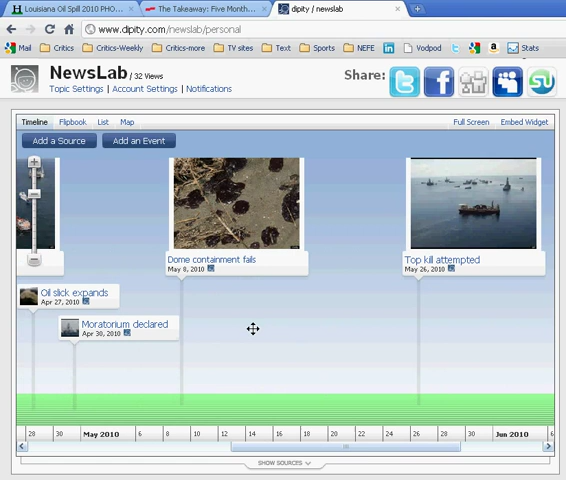 Louisiana Oil Spill 2010 PHO...
The Takeaway: Five Month...
dipity / newslab
www.dipity.com/newslab/personal
Mail
Critics
Critics-Weekly
Critics-more
TV sites
Text
Sports
NEFE
Vodpod
Stats
NewsLab / 32 Views
Topic Settings | Account Settings | Notifications
Share:
Timeline
Flipbook
List
Map
Full Screen
Embed Widget
Add a Source
Add an Event
Dome containment fails
May 8, 2010
Top kill attempted
May 26, 2010
Oil slick expands
Apr 27, 2010
Moratorium declared
Apr 30, 2010
28 30 May 2010 6 8 10 12 14 16 18 20 22 24 26 28 30 Jun 2010 6
SHOW SOURCES